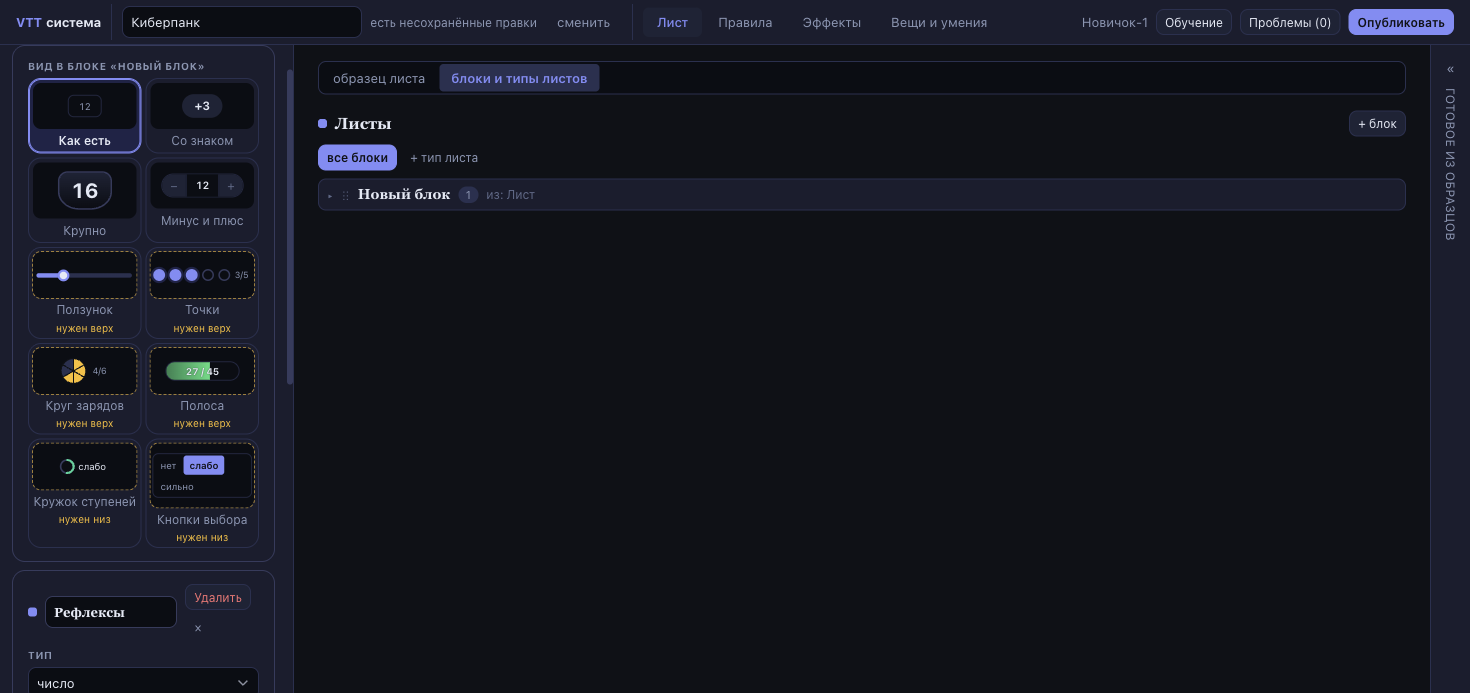 VTT система
Киберпанк
есть несохранённые правки
сменить
Лист
Правила
Эффекты
Вещи и умения
Новичок-1
Обучение
Проблемы (0)
Опубликовать
ВИД В БЛОКЕ «НОВЫЙ БЛОК»
12
Как есть
+3
Со знаком
16
Крупно
− 12 +
Минус и плюс
Ползунок
нужен верх
3/5
Точки
нужен верх
4/6
Круг зарядов
нужен верх
27 / 45
Полоса
нужен верх
слабо
Кружок ступеней
нужен низ
нет слабо
сильно
Кнопки выбора
нужен низ
Рефлексы
Удалить
×
ТИП
число
образец листа
блоки и типы листов
Листы
+ блок
все блоки
+ тип листа
Новый блок 1 из: Лист
«
ГОТОВОЕ ИЗ ОБРАЗЦОВ